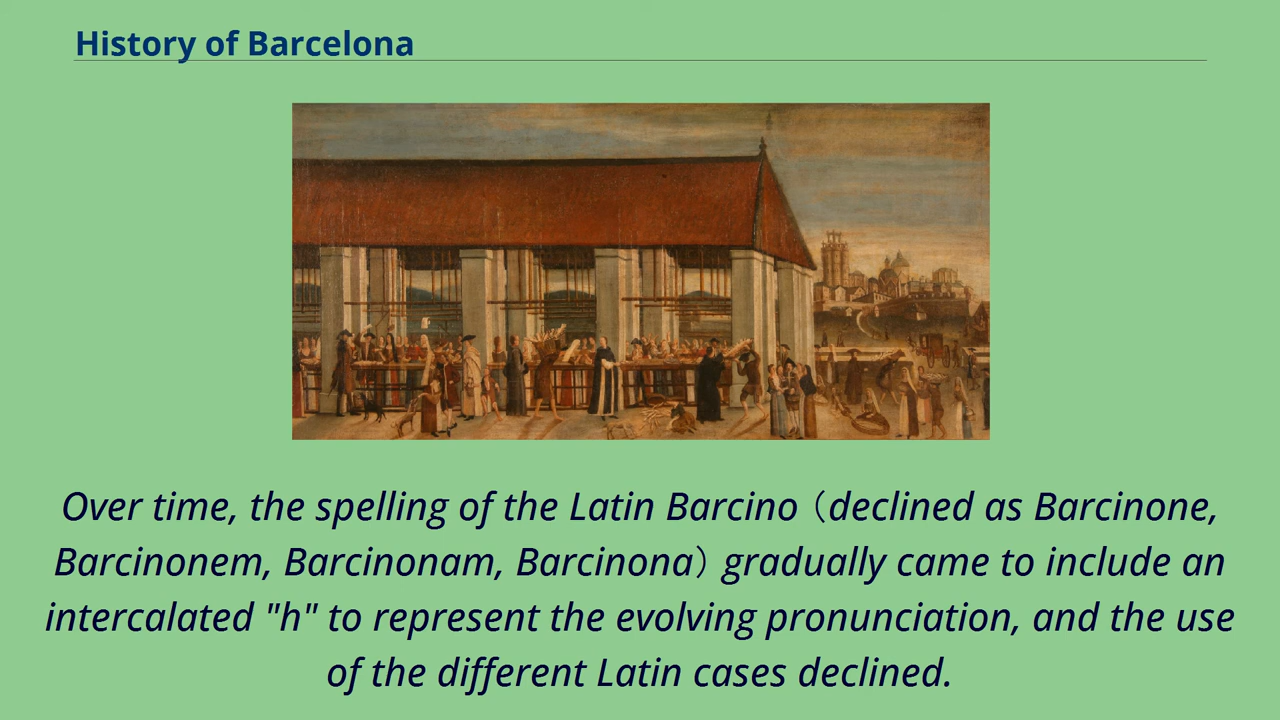 History of Barcelona
Over time, the spelling of the Latin Barcino（declined as Barcinone,
Barcinonem, Barcinonam, Barcinona）gradually came to include an
intercalated "h" to represent the evolving pronunciation, and the use
of the different Latin cases declined.